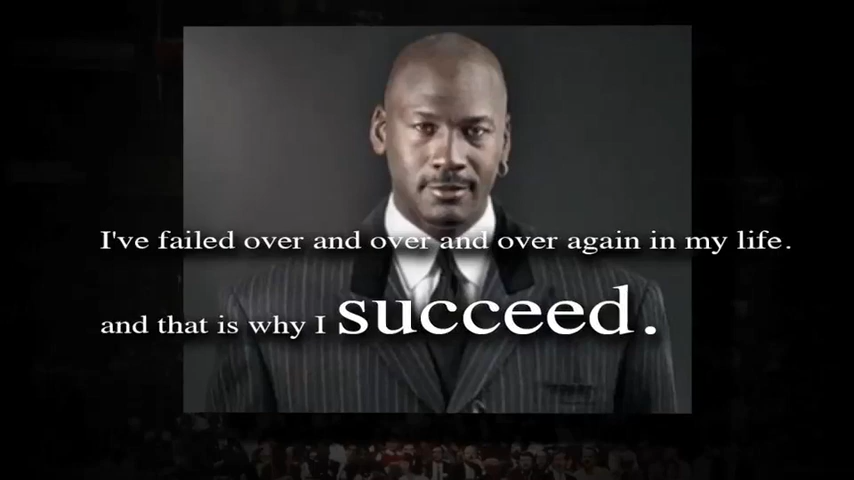 I've failed over and over and over again in my life.
and that is why I succeed.